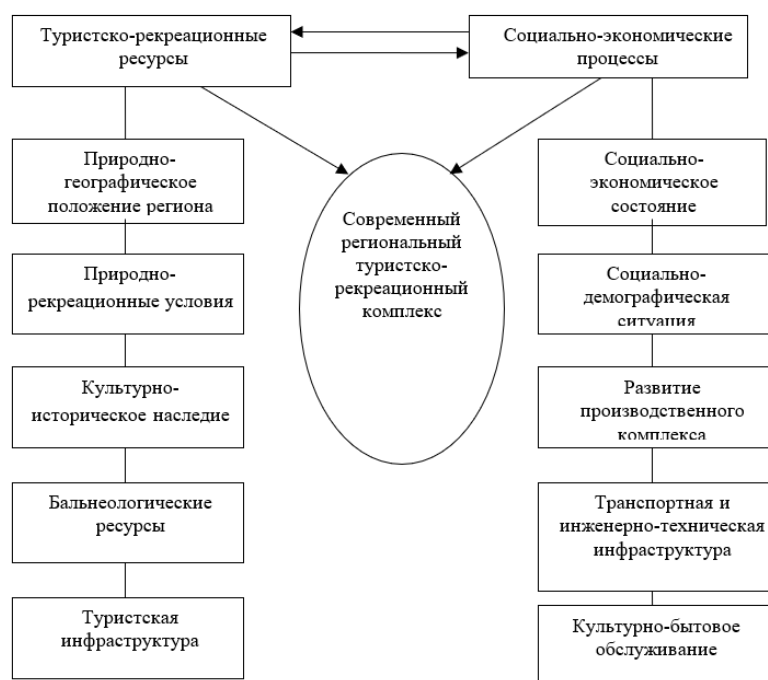 Туристско-рекреационные
ресурсы
Социально-экономические
процессы
Природно-
географическое
положение региона
Природно-
рекреационные условия
Культурно-
историческое наследие
Бальнеологические
ресурсы
Туристская
инфраструктура
Современный
региональный
туристско-
рекреационный
комплекс
Социально-
экономическое
состояние
Социально-
демографическая
ситуация
Развитие
производственного
комплекса
Транспортная и
инженерно-техническая
инфраструктура
Культурно-бытовое
обслуживание